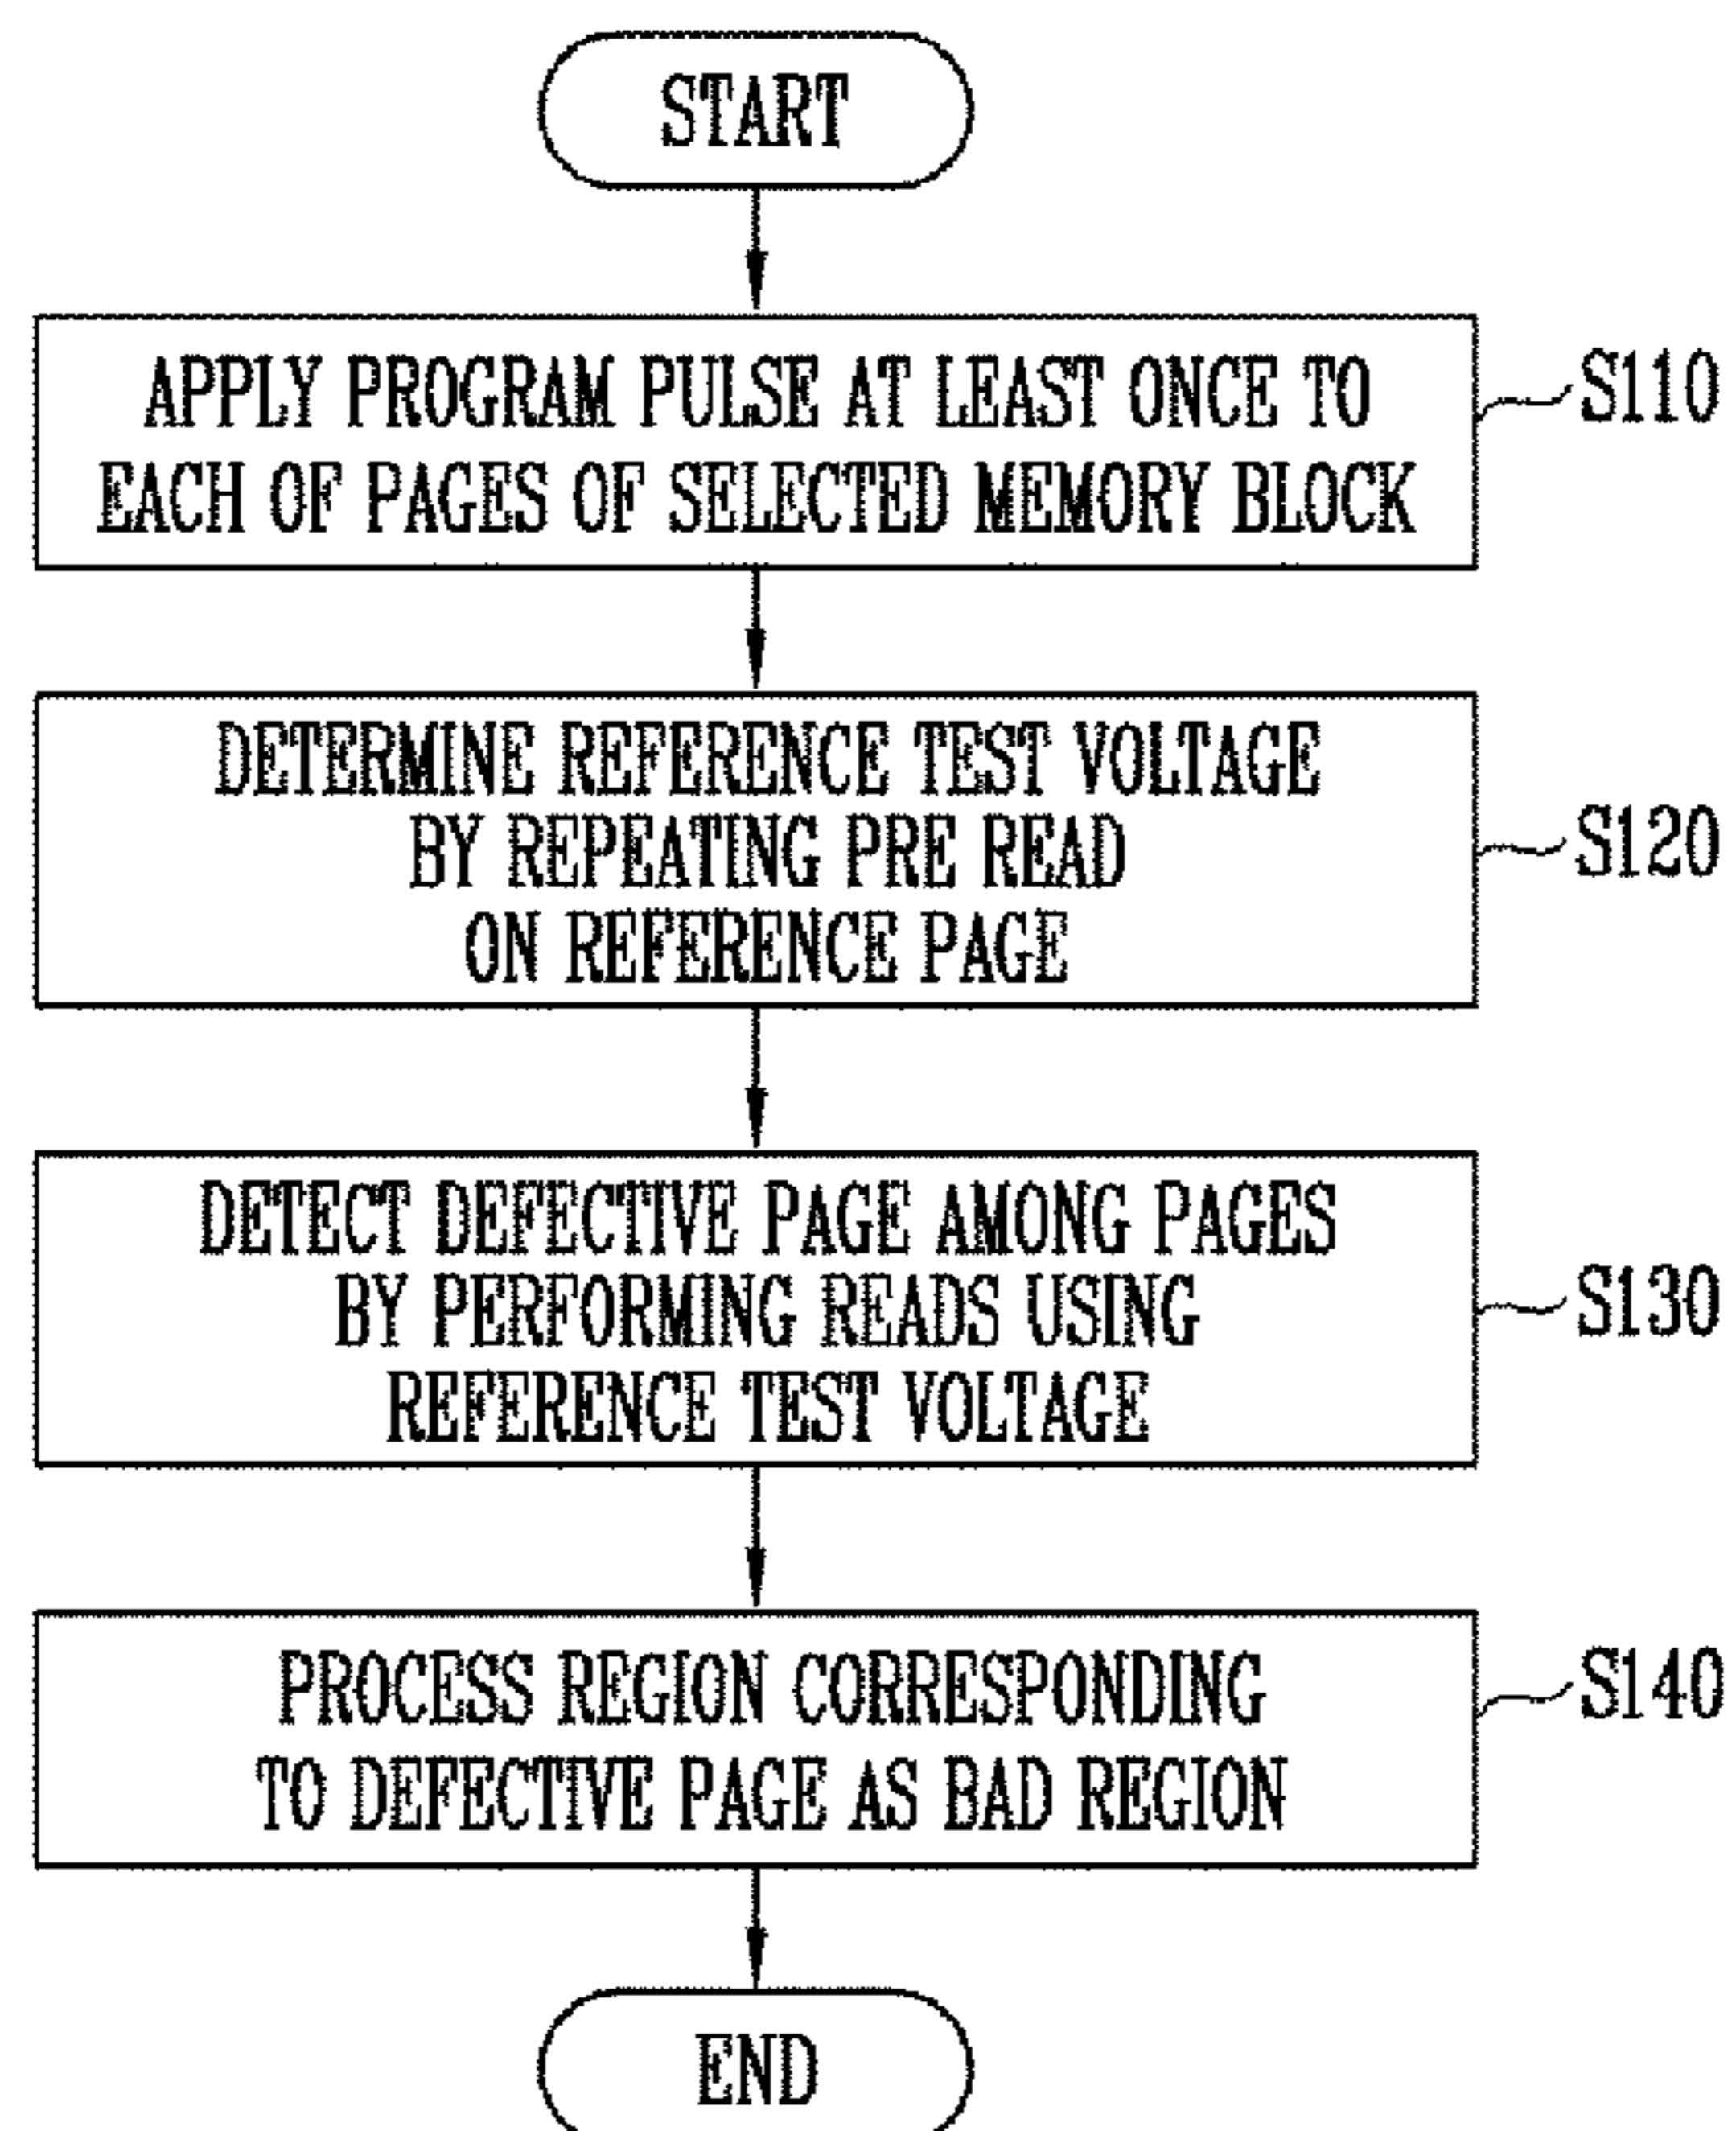 START
APPLY PROGRAM PULSE AT LEAST ONCE TO
EACH OF PAGES OF SELECTED MEMORY BLOCK
S110
DETERMINE REFERENCE TEST VOLTAGE
BY REPEATING PRE READ
ON REFERENCE PAGE
S120
DETECT DEFECTIVE PAGE AMONG PAGES
BY PERFORMING READS USING
REFERENCE TEST VOLTAGE
S130
PROCESS REGION CORRESPONDING
TO DEFECTIVE PAGE AS BAD REGION
S140
END